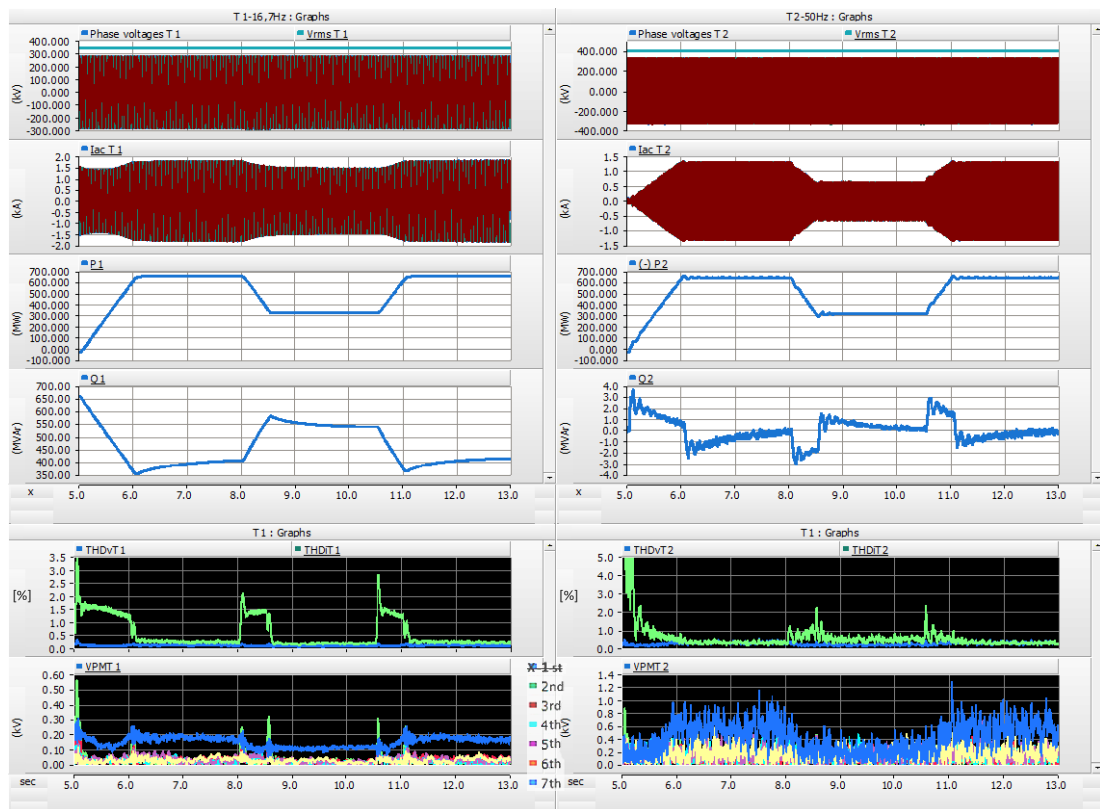 T 1-16,7Hz : Graphs
Phase voltages T 1 Vrms T 1
400.000
300.000
200.000
100.000
0.000
-100.000
-200.000
-300.000
(kV)
Iac T 1
2.0
1.5
1.0
0.5
0.0
-0.5
-1.0
-1.5
-2.0
(kA)
P1
700.000
600.000
500.000
400.000
300.000
200.000
100.000
0.000
-100.000
(MW)
Q1
700.00
650.00
600.00
550.00
500.00
450.00
400.00
350.00
(MVAr)
x 5.0 6.0 7.0 8.0 9.0 10.0 11.0 12.0 13.0
T2-50Hz : Graphs
Phase voltages T 2 Vrms T 2
400.000
200.000
0.000
-200.000
-400.000
(kV)
Iac T 2
1.5
1.0
0.5
0.0
-0.5
-1.0
-1.5
(kA)
(-) P2
700.000
600.000
500.000
400.000
300.000
200.000
100.000
0.000
-100.000
(MW)
Q2
4.0
3.0
2.0
1.0
0.0
-1.0
-2.0
-3.0
-4.0
(MVAr)
x 5.0 6.0 7.0 8.0 9.0 10.0 11.0 12.0 13.0
T 1 : Graphs
THDvT 1 THDiT 1
3.5
3.0
2.5
2.0
1.5
1.0
0.5
0.0
[%]
VPMT 1
0.60
0.50
0.40
0.30
0.20
0.10
0.00
(kV)
sec 5.0 6.0 7.0 8.0 9.0 10.0 11.0 12.0 13.0
X 1 st
2nd
3rd
4th
5th
6th
7th
T 1 : Graphs
THDvT 2 THDiT 2
5.0
4.0
3.0
2.0
1.0
0.0
[%]
VPMT 2
1.4
1.2
1.0
0.8
0.6
0.4
0.2
0.0
(kV)
sec 5.0 6.0 7.0 8.0 9.0 10.0 11.0 12.0 13.0